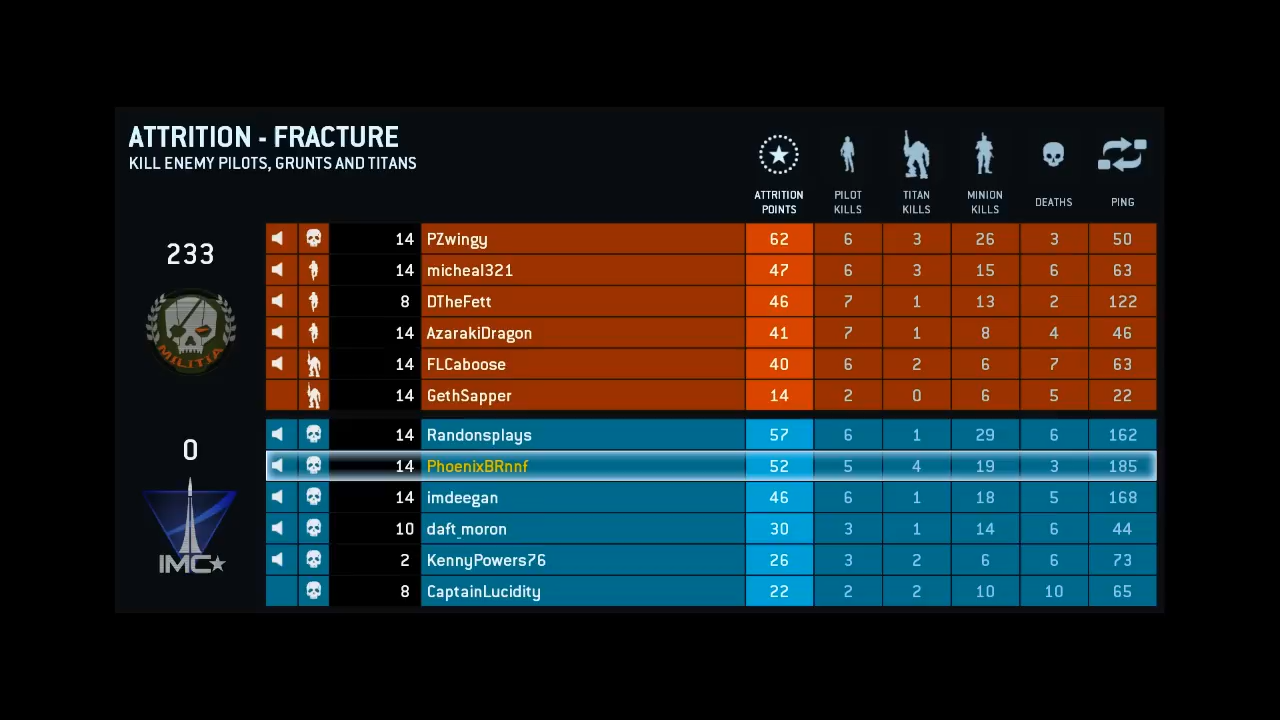 ATTRITION - FRACTURE
KILL ENEMY PILOTS, GRUNTS AND TITANS
ATTRITION POINTS PILOT KILLS TITAN KILLS MINION KILLS DEATHS PING
233
MILITIA
14 PZwingy 62 6 3 26 3 50
14 micheal321 47 6 3 15 6 63
8 DTheFett 46 7 1 13 2 122
14 AzarakiDragon 41 7 1 8 4 46
14 FLCaboose 40 6 2 6 7 63
14 GethSapper 14 2 0 6 5 22
0
IMC
14 Randonsplays 57 6 1 29 6 162
14 PhoenixBRnnf 52 5 4 19 3 185
14 imdeegan 46 6 1 18 5 168
10 daft_moron 30 3 1 14 6 44
2 KennyPowers76 26 3 2 6 6 73
8 CaptainLucidity 22 2 2 10 10 65